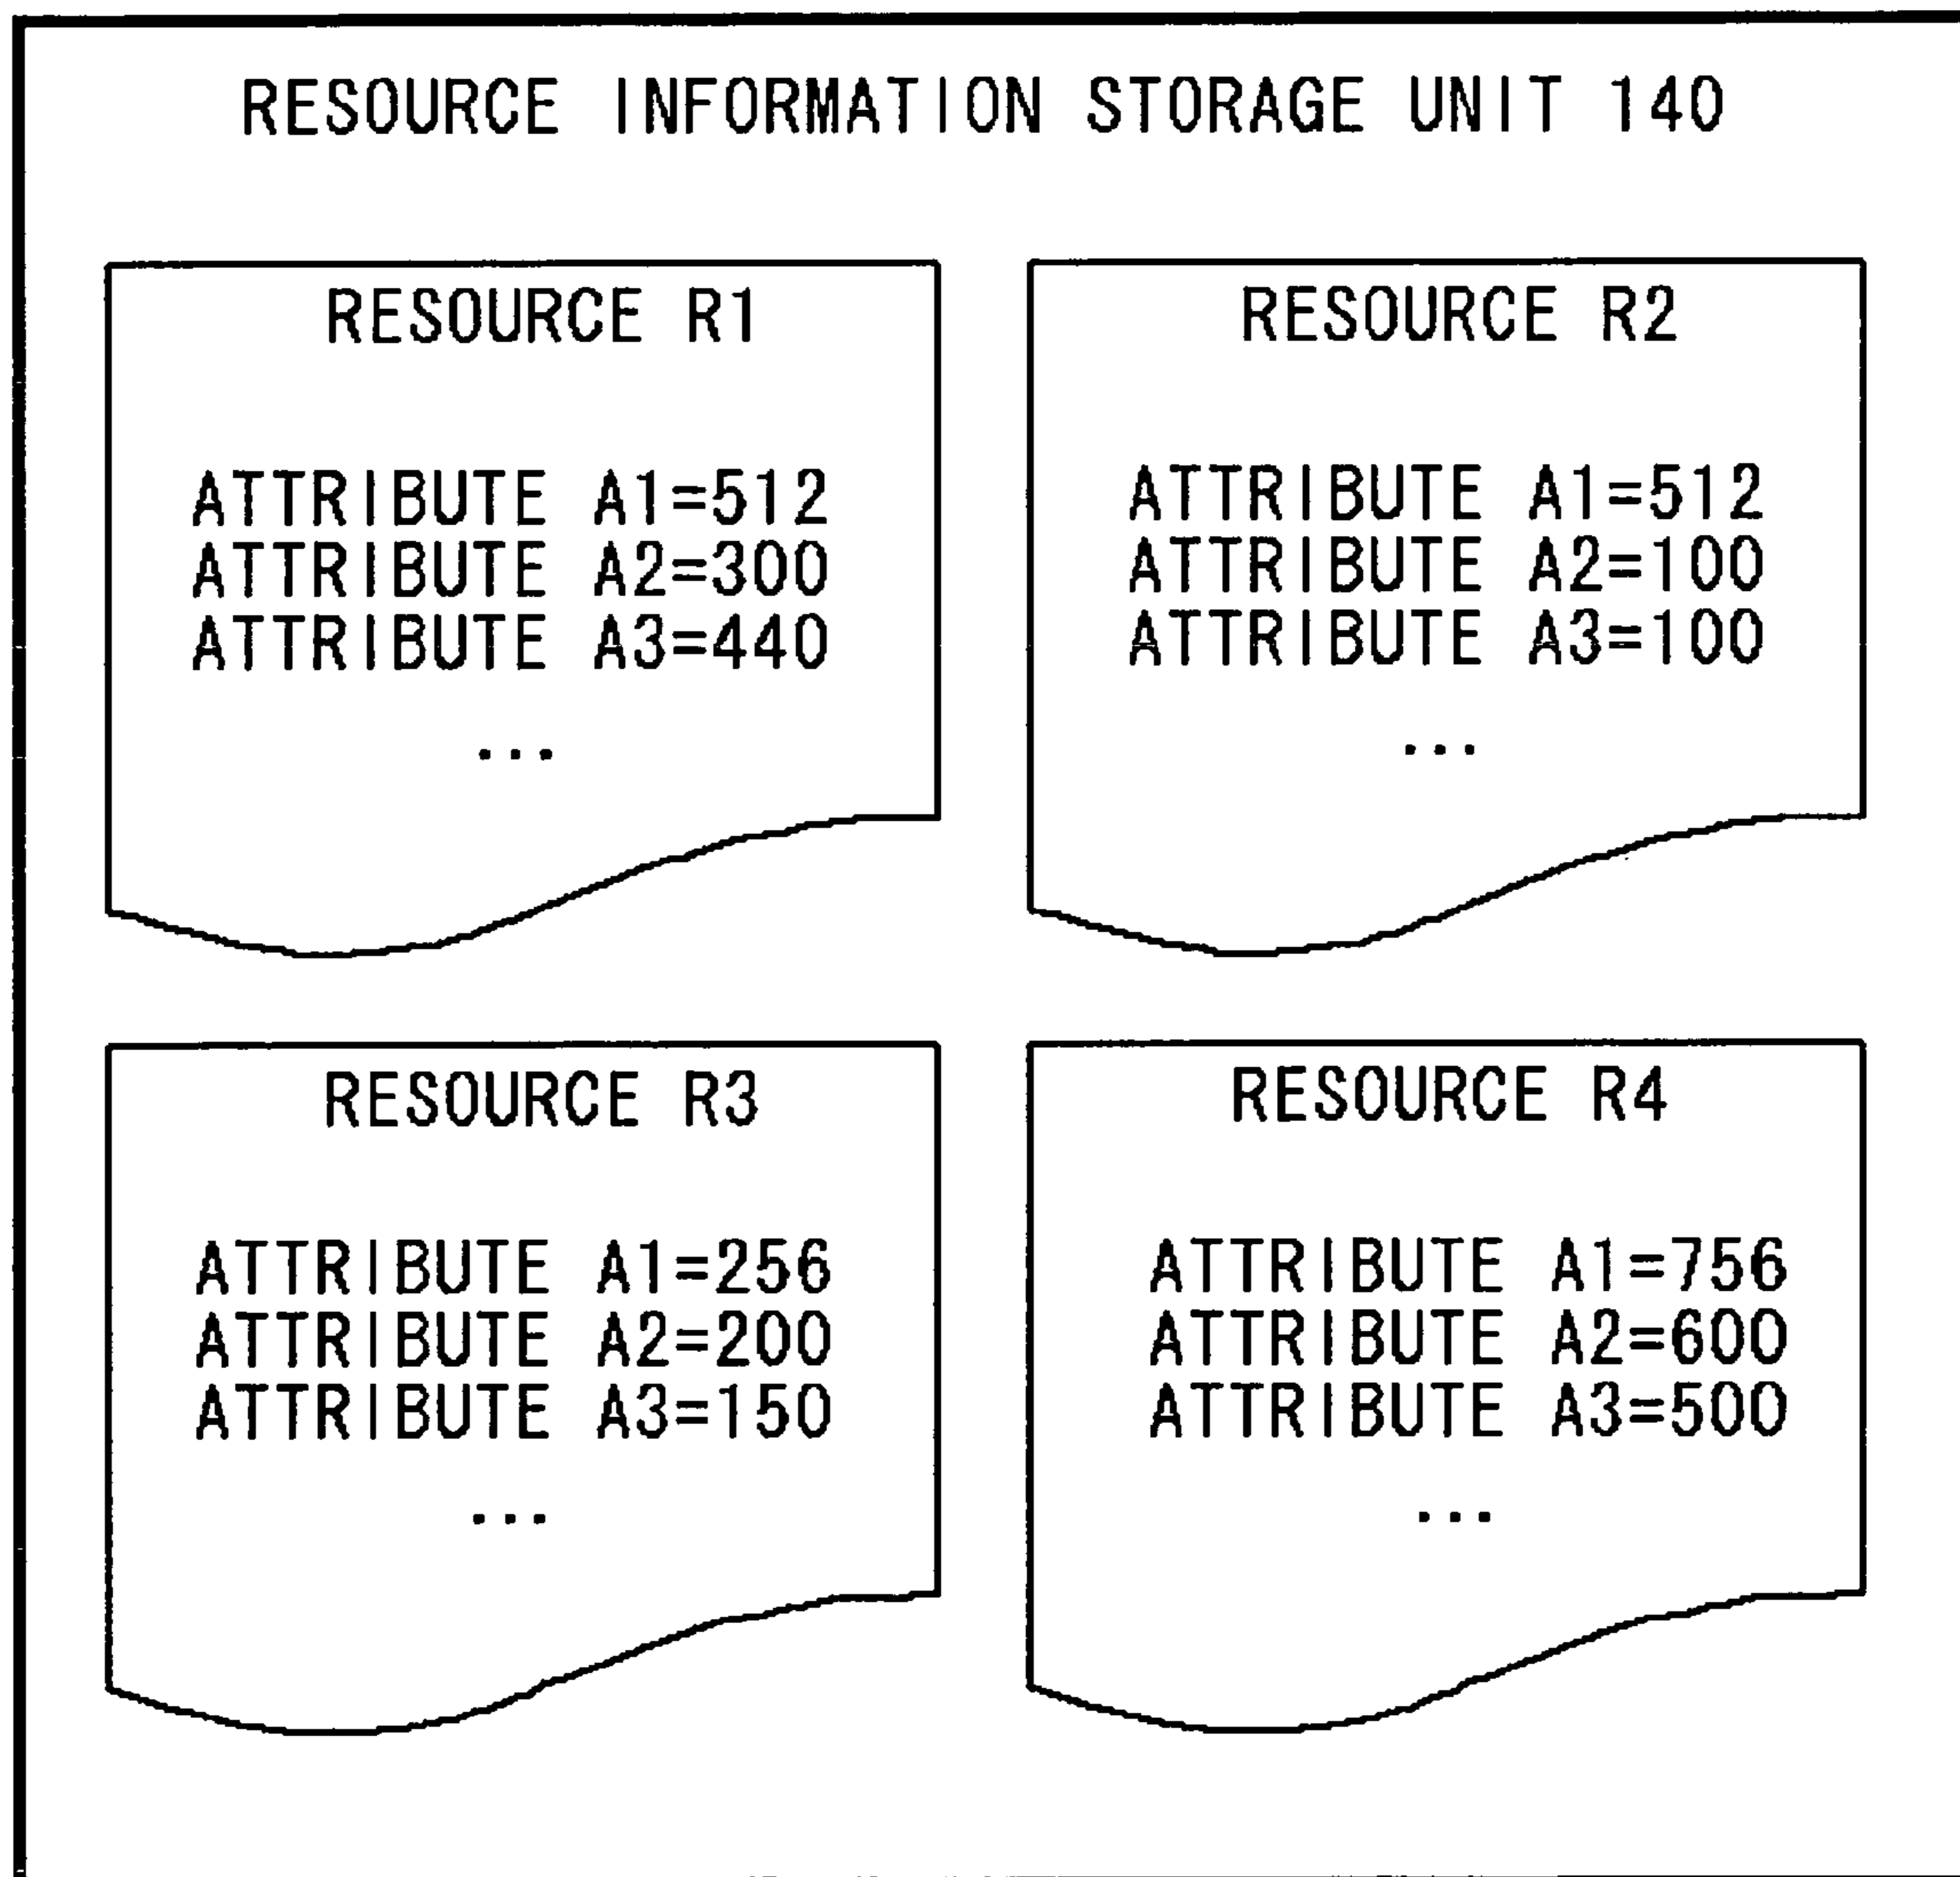 RESOURCE INFORMATION STORAGE UNIT 140
RESOURCE R1
ATTRIBUTE A1=512
ATTRIBUTE A2=300
ATTRIBUTE A3=440
...
RESOURCE R2
ATTRIBUTE A1=512
ATTRIBUTE A2=100
ATTRIBUTE A3=100
...
RESOURCE R3
ATTRIBUTE A1=256
ATTRIBUTE A2=200
ATTRIBUTE A3=150
...
RESOURCE R4
ATTRIBUTE A1=756
ATTRIBUTE A2=600
ATTRIBUTE A3=500
...